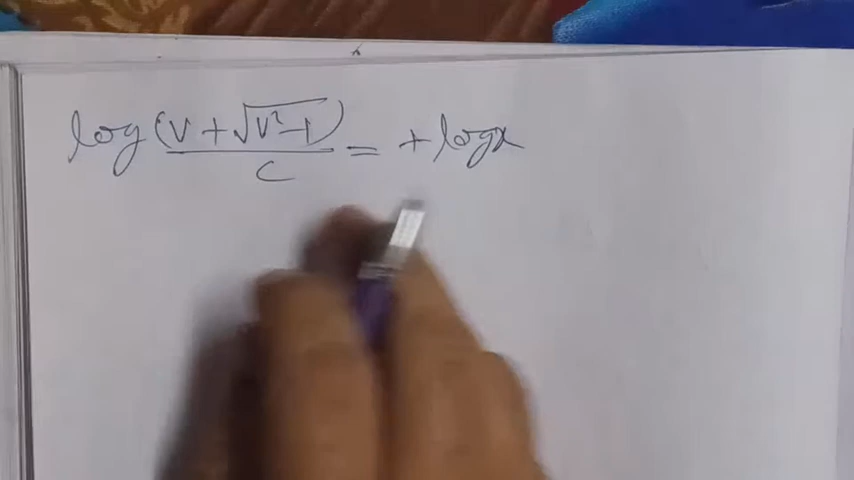 log (v + √v²-1) / c = + log x